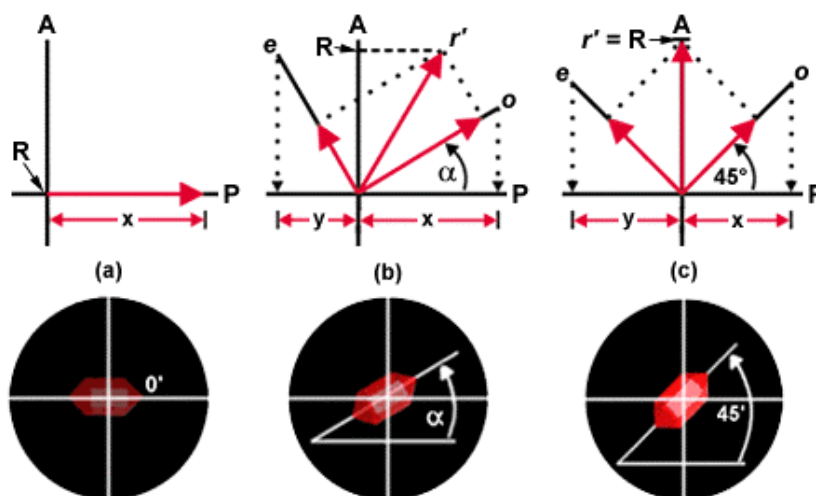 A
R
P
x
(a)
A
e
R
r'
o
α
P
y
x
(b)
r' = R
A
e
o
45°
P
y
x
(c)
0'
α
45'